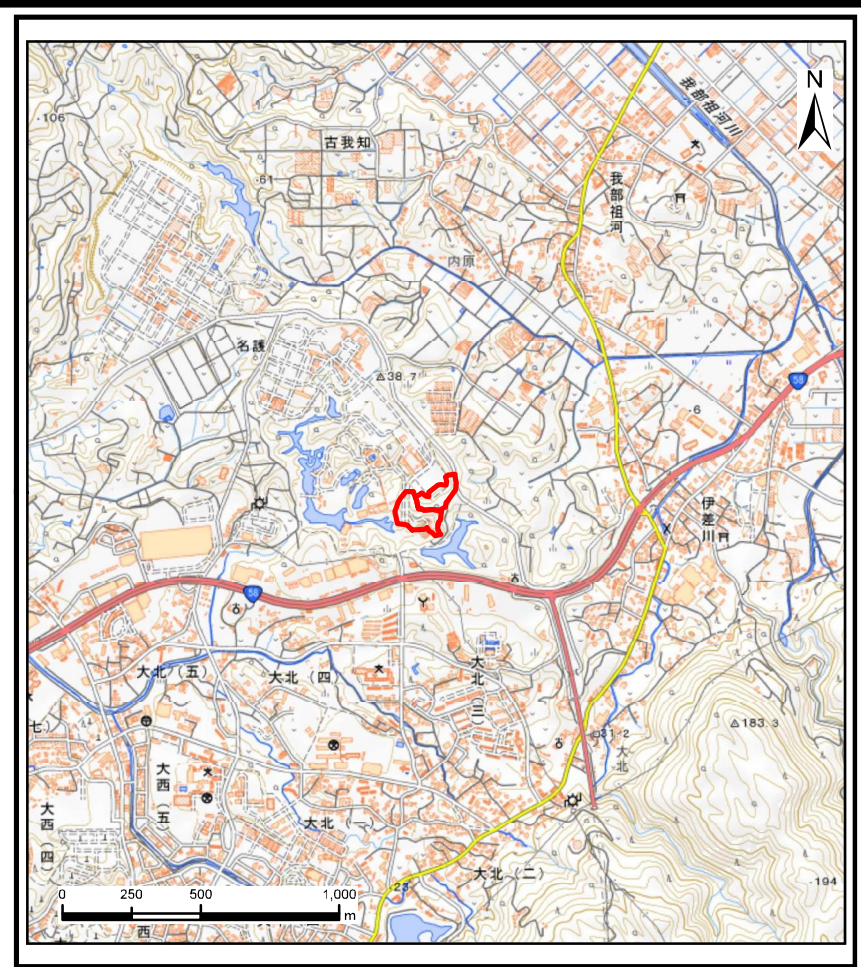 N
我部祖河川
・106
古我知
・61
我部祖河
内原
名護
△38.7
58
・6
伊差川
58
大北（五）
大北（四）
大北（三）
△183.3
31.2
大北
七）
大西（五）
大西（四）
大北（一）
大北（二）
・194
23
0 250 500 1,000
m
西